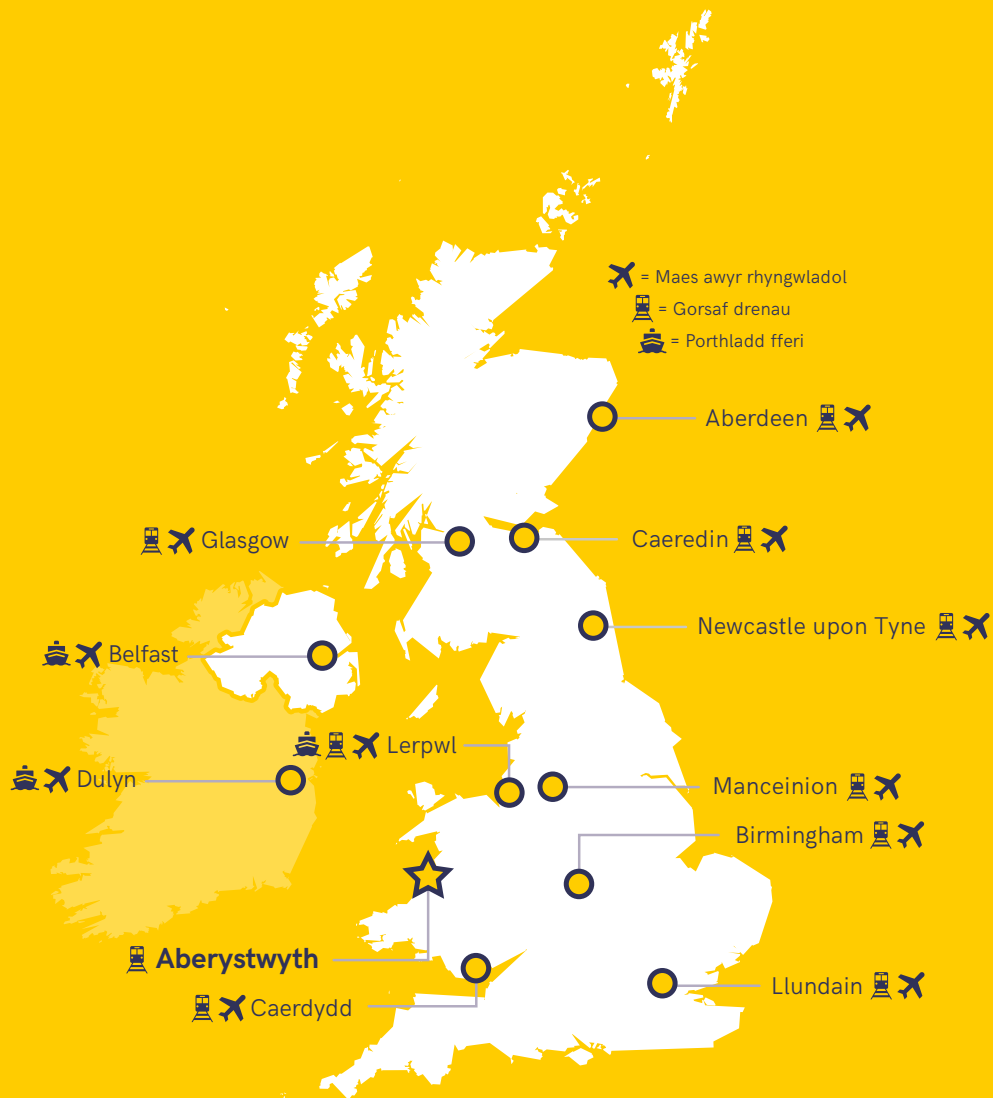 = Maes awyr rhyngwladol
= Gorsaf drenau
= Porthladd fferi
Aberdeen
Glasgow
Caeredin
Newcastle upon Tyne
Belfast
Lerpwl
Dulyn
Manceinion
Birmingham
Aberystwyth
Llundain
Caerdydd